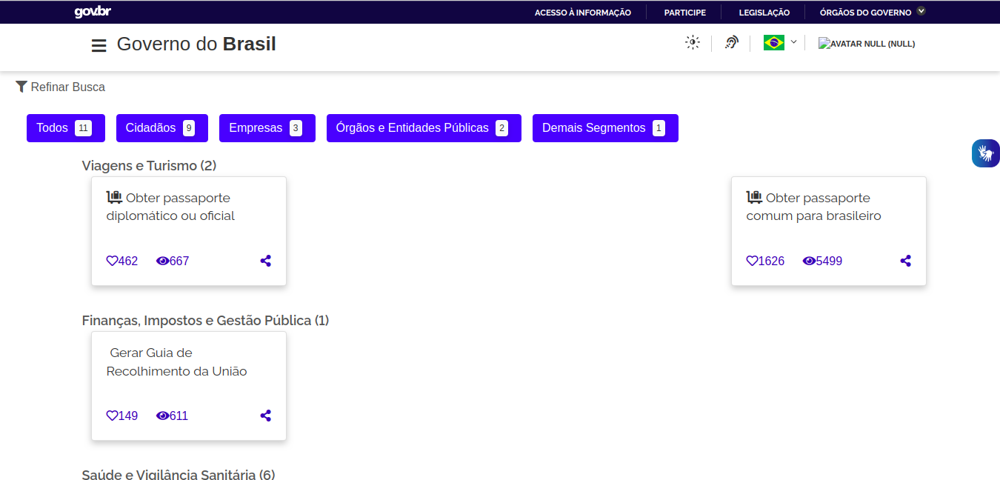 gov.br
ACESSO À INFORMAÇÃO
PARTICIPE
LEGISLAÇÃO
ÓRGÃOS DO GOVERNO
Governo do Brasil
AVATAR NULL (NULL)
Refinar Busca
Todos 11
Cidadãos 9
Empresas 3
Órgãos e Entidades Públicas 2
Demais Segmentos 1
Viagens e Turismo (2)
Obter passaporte
diplomático ou oficial
462 667
Obter passaporte
comum para brasileiro
1626 5499
Finanças, Impostos e Gestão Pública (1)
Gerar Guia de
Recolhimento da União
149 611
Saúde e Vigilância Sanitária (6)